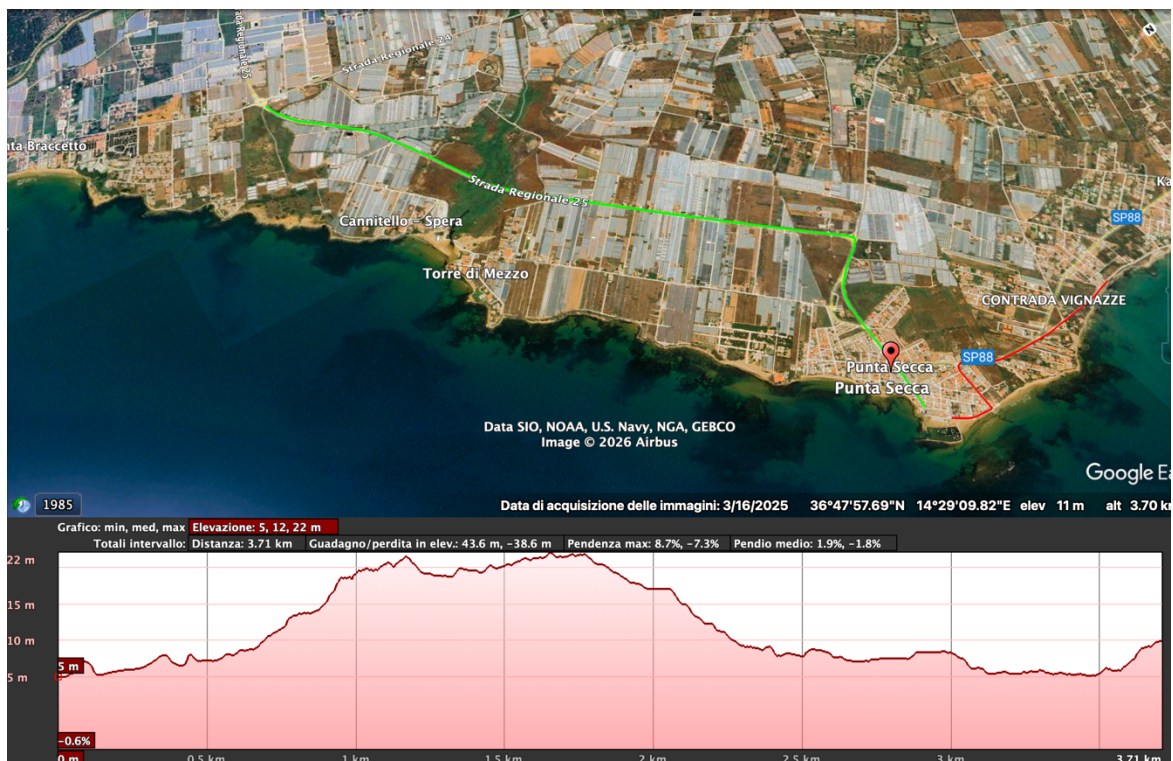 Strada Regionale 25
Strada Regionale 24
N
nta Braccetto
Strada Regionale 25
Cannitello - Spera
Torre di Mezzo
Ka
SP88
CONTRADA VIGNAZZE
SP88
Punta Secca
Punta Secca
Data SIO, NOAA, U.S. Navy, NGA, GEBCO
Image © 2026 Airbus
Google Ea
1985
Data di acquisizione delle immagini: 3/16/2025 36°47'57.69"N 14°29'09.82"E elev 11 m alt 3.70 km
Grafico: min, med, max Elevazione: 5, 12, 22 m
Totali intervallo: Distanza: 3.71 km Guadagno/perdita in elev.: 43.6 m, -38.6 m Pendenza max: 8.7%, -7.3% Pendio medio: 1.9%, -1.8%
22 m
15 m
10 m
5 m
5 m
-0.6%
0 m 0.5 km 1 km 1.5 km 2 km 2.5 km 3 km 3.71 km